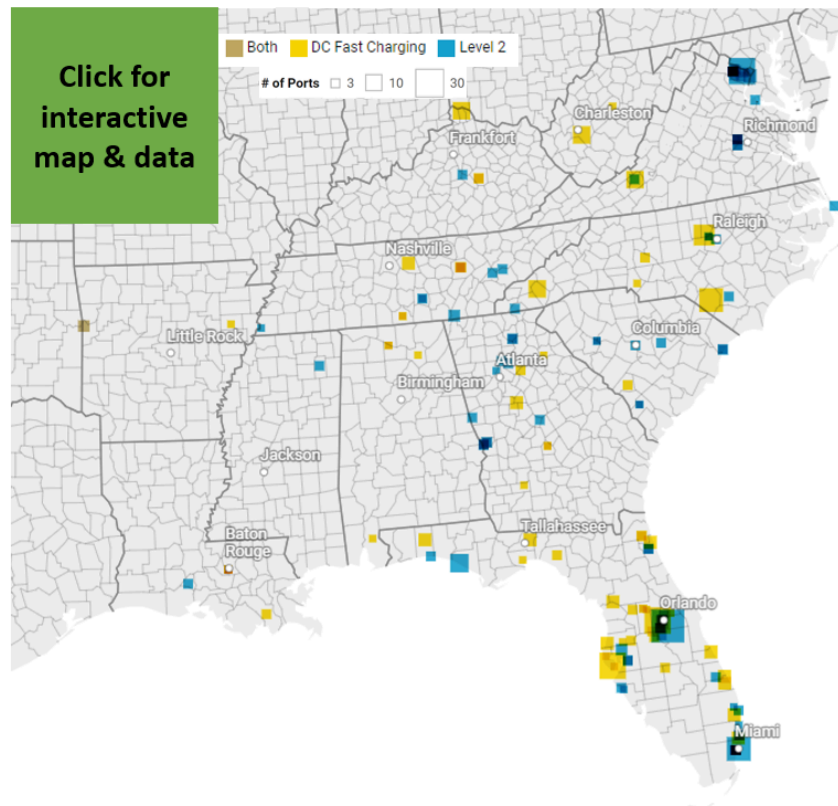 Click for
interactive
map & data
Both DC Fast Charging Level 2
# of Ports 3 10 30
Charleston
Frankfort
Richmond
Raleigh
Nashville
Little Rock
Columbia
Atlanta
Birmingham
Jackson
Tallahassee
Baton
Rouge
Orlando
Miami